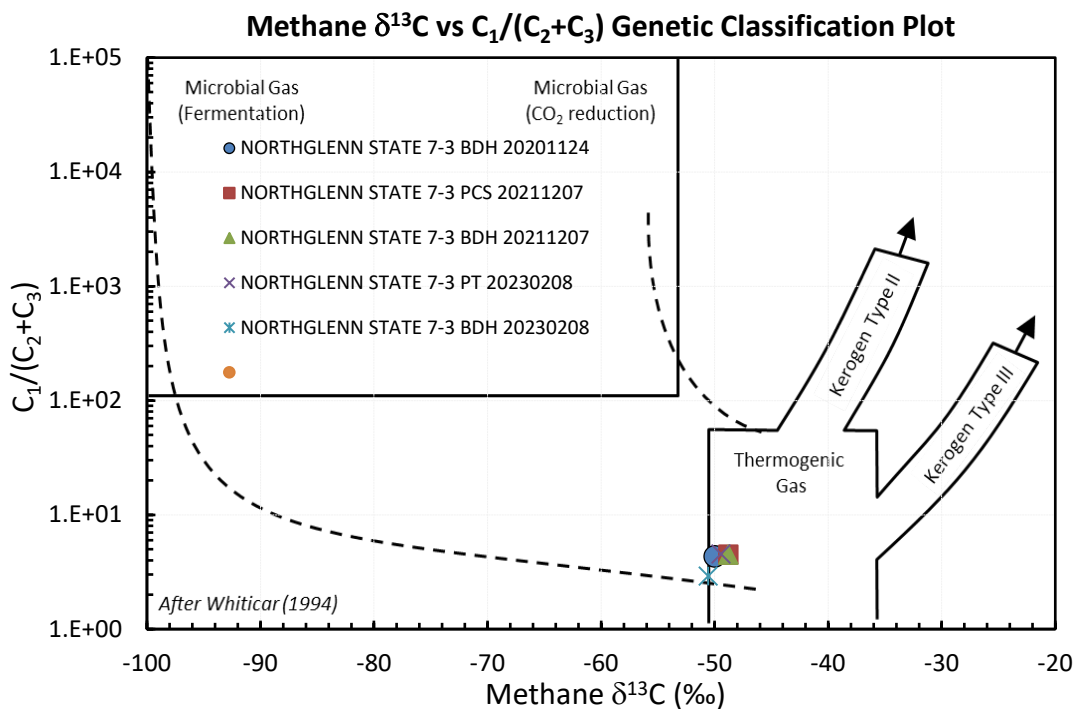 Methane δ¹³C vs C₁/(C₂+C₃) Genetic Classification Plot
1.E+05
1.E+04
1.E+03
1.E+02
1.E+01
1.E+00
C₁/(C₂+C₃)
Microbial Gas
(Fermentation)
Microbial Gas
(CO₂ reduction)
NORTHGLENN STATE 7-3 BDH 20201124
NORTHGLENN STATE 7-3 PCS 20211207
NORTHGLENN STATE 7-3 BDH 20211207
NORTHGLENN STATE 7-3 PT 20230208
NORTHGLENN STATE 7-3 BDH 20230208
Kerogen Type II
Kerogen Type III
Thermogenic
Gas
After Whiticar (1994)
-100
-90
-80
-70
-60
-50
-40
-30
-20
Methane δ¹³C (‰)